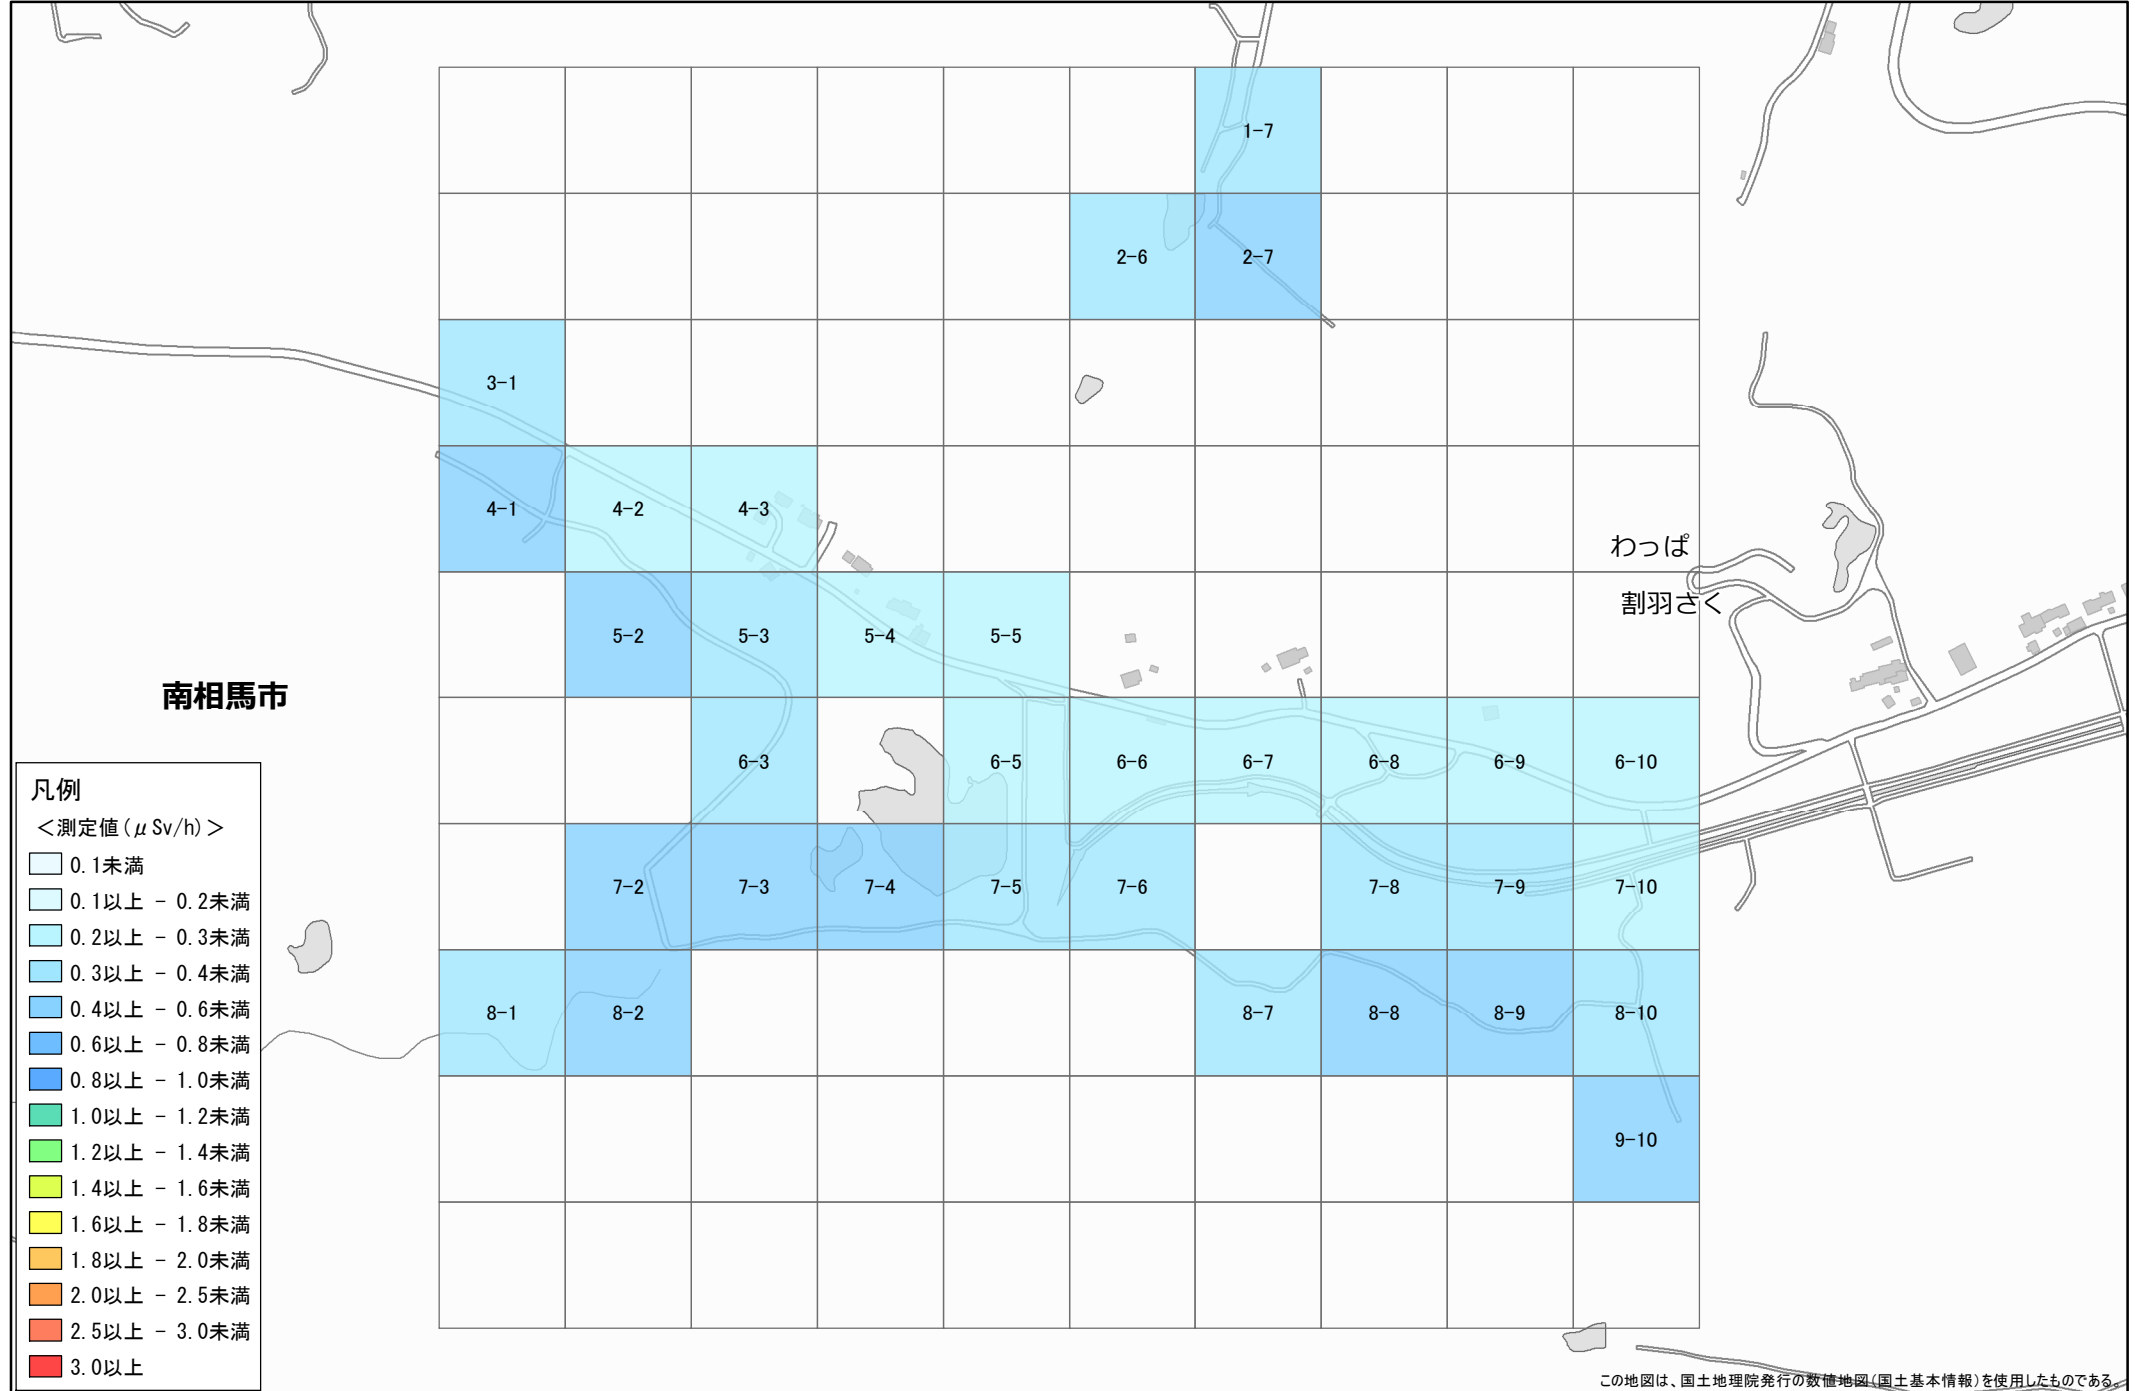 1-7
2-6
2-7
3-1
4-1
4-2
4-3
わっぱ
割羽さく
5-2
5-3
5-4
5-5
南相馬市
6-3
6-5
6-6
6-7
6-8
6-9
6-10
7-2
7-3
7-4
7-5
7-6
7-8
7-9
7-10
8-1
8-2
8-7
8-8
8-9
8-10
9-10
凡例
＜測定値(μSv/h)＞
0.1未満
0.1以上 - 0.2未満
0.2以上 - 0.3未満
0.3以上 - 0.4未満
0.4以上 - 0.6未満
0.6以上 - 0.8未満
0.8以上 - 1.0未満
1.0以上 - 1.2未満
1.2以上 - 1.4未満
1.4以上 - 1.6未満
1.6以上 - 1.8未満
1.8以上 - 2.0未満
2.0以上 - 2.5未満
2.5以上 - 3.0未満
3.0以上
この地図は、国土地理院発行の数値地図(国土基本情報)を使用したものである。